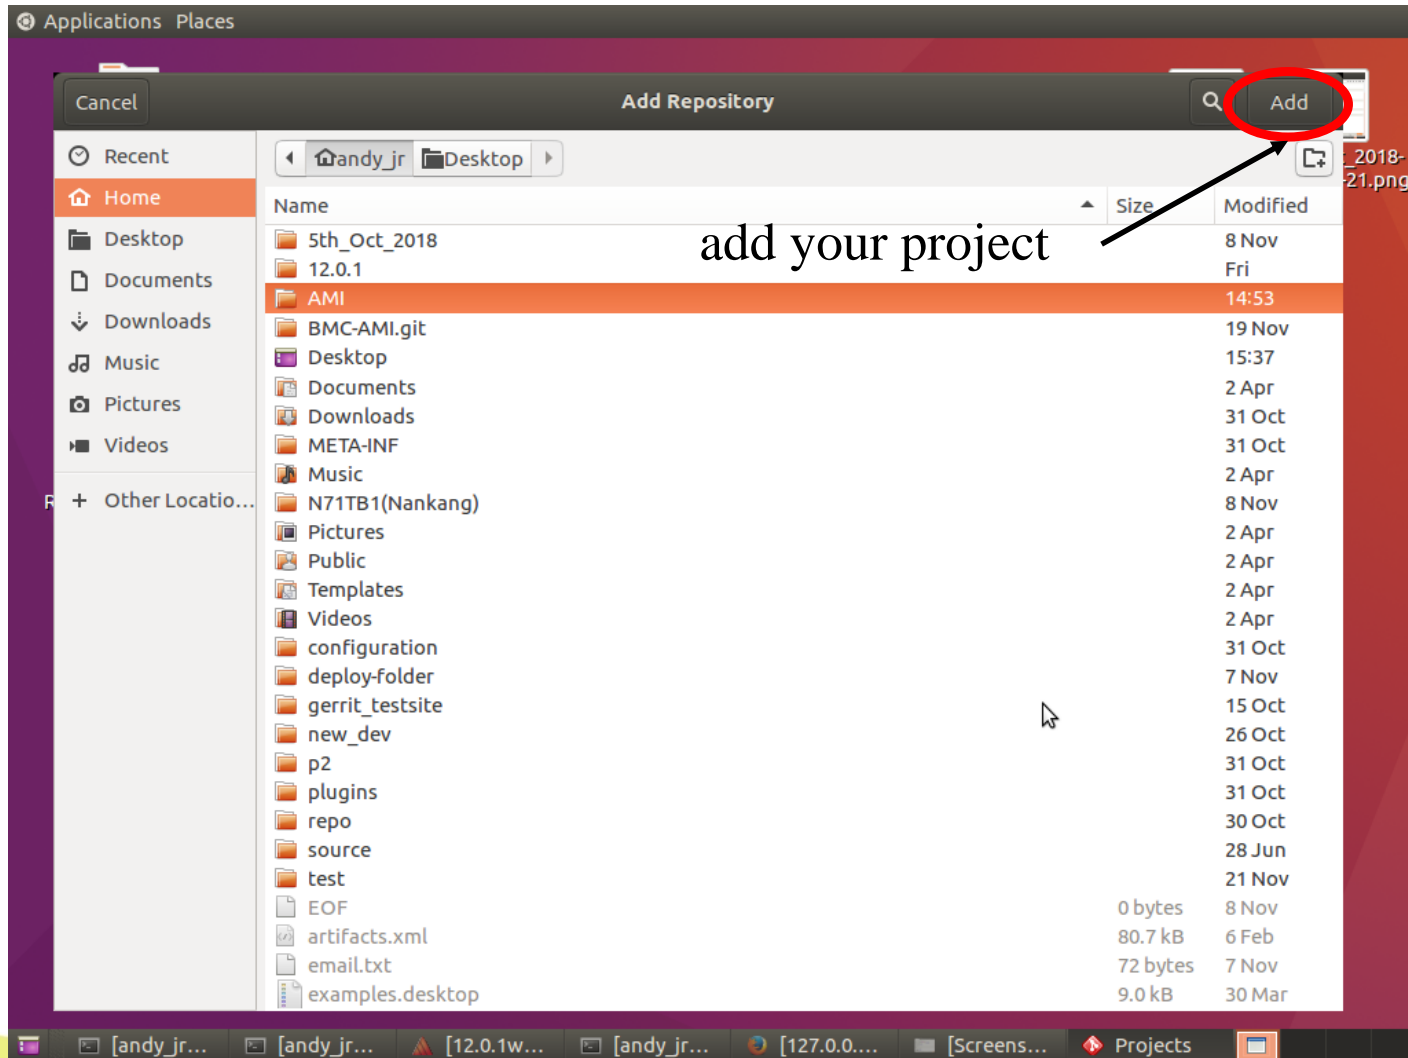 Applications Places
Cancel Add Repository Add
Recent
andy_jr Desktop
_2018-
-21.png
Home
Name Size Modified
Desktop
5th_Oct_2018 8 Nov
add your project
12.0.1 Fri
Documents
AMI 14:53
Downloads
BMC-AMI.git 19 Nov
Music
Desktop 15:37
Documents 2 Apr
Pictures
Downloads 31 Oct
Videos
META-INF 31 Oct
Music 2 Apr
R
+ Other Locatio...
N71TB1(Nankang) 8 Nov
Pictures 2 Apr
Public 2 Apr
Templates 2 Apr
Videos 2 Apr
configuration 31 Oct
deploy-folder 7 Nov
gerrit_testsite 15 Oct
new_dev 26 Oct
p2 31 Oct
plugins 31 Oct
repo 30 Oct
source 28 Jun
test 21 Nov
EOF 0 bytes 8 Nov
artifacts.xml 80.7 kB 6 Feb
email.txt 72 bytes 7 Nov
examples.desktop 9.0 kB 30 Mar
[andy_jr... [andy_jr... [12.0.1w... [andy_jr... [127.0.0.... [Screens... Projects